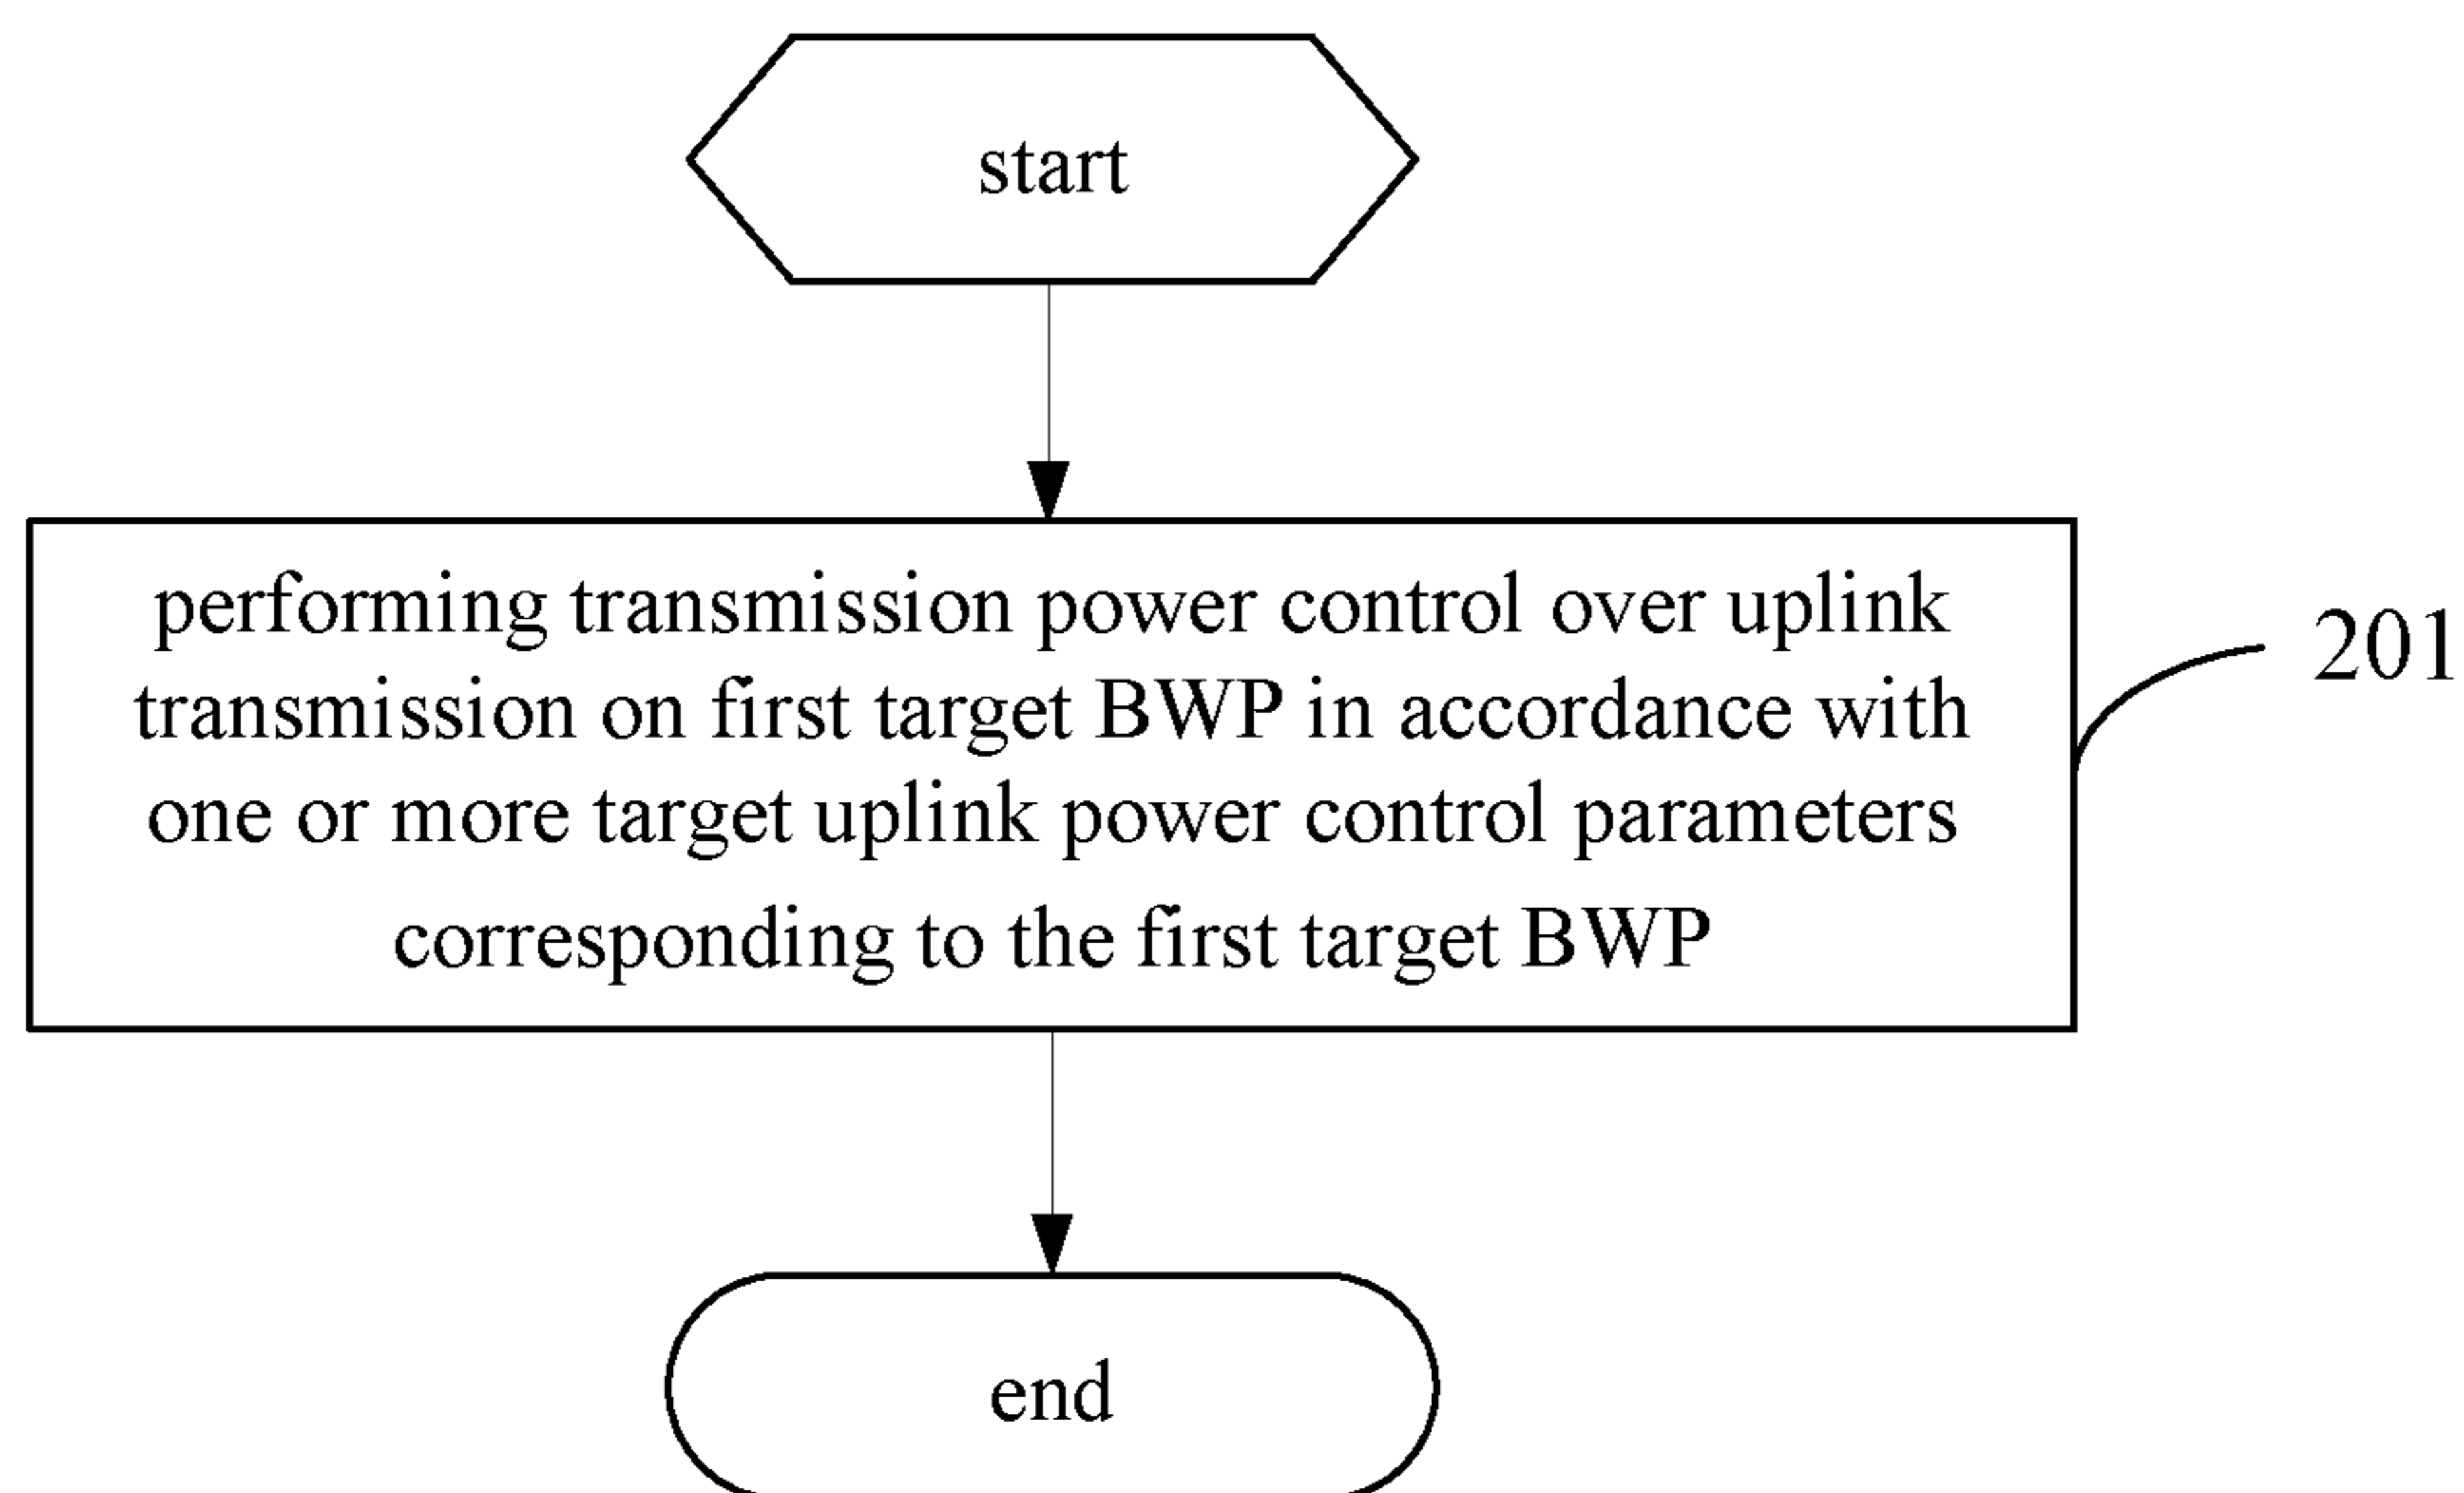 start
performing transmission power control over uplink
transmission on first target BWP in accordance with
one or more target uplink power control parameters
corresponding to the first target BWP
201
end